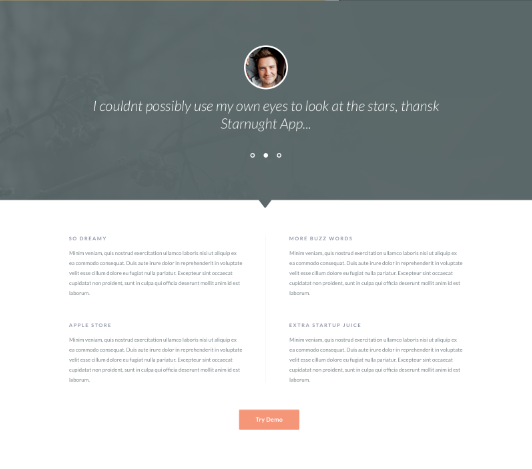 I couldnt possibly use my own eyes to look at the stars, thansk
Starnught App...
SO DREAMY
Minim veniam, quis nostrud exercitation ullamco laboris nisi ut aliquip ex
ea commodo consequat. Duis aute irure dolor in reprehenderit in voluptate
velit esse cillum dolore eu fugiat nulla pariatur. Excepteur sint occaecat
cupidatat non proident, sunt in culpa qui officia deserunt mollit anim id est
laborum.
MORE BUZZ WORDS
Minim veniam, quis nostrud exercitation ullamco laboris nisi ut aliquip ex
ea commodo consequat. Duis aute irure dolor in reprehenderit in voluptate
velit esse cillum dolore eu fugiat nulla pariatur. Excepteur sint occaecat
cupidatat non proident, sunt in culpa qui officia deserunt mollit anim id est
laborum.
APPLE STORE
Minim veniam, quis nostrud exercitation ullamco laboris nisi ut aliquip ex
ea commodo consequat. Duis aute irure dolor in reprehenderit in voluptate
velit esse cillum dolore eu fugiat nulla pariatur. Excepteur sint occaecat
cupidatat non proident, sunt in culpa qui officia deserunt mollit anim id est
laborum.
EXTRA STARTUP JUICE
Minim veniam, quis nostrud exercitation ullamco laboris nisi ut aliquip ex
ea commodo consequat. Duis aute irure dolor in reprehenderit in voluptate
velit esse cillum dolore eu fugiat nulla pariatur. Excepteur sint occaecat
cupidatat non proident, sunt in culpa qui officia deserunt mollit anim id est
laborum.
Try Demo